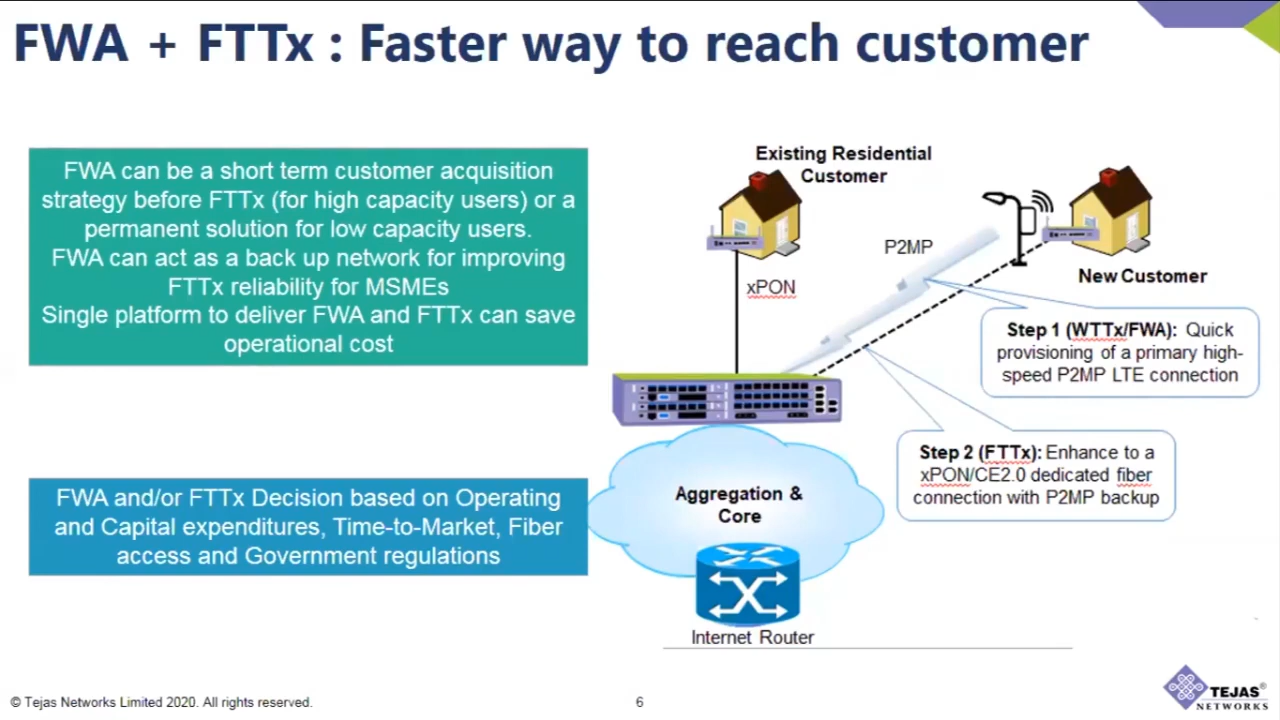 FWA + FTTx : Faster way to reach customer
FWA can be a short term customer acquisition
strategy before FTTx (for high capacity users) or a
permanent solution for low capacity users.
FWA can act as a back up network for improving
FTTx reliability for MSMEs
Single platform to deliver FWA and FTTx can save
operational cost
FWA and/or FTTx Decision based on Operating
and Capital expenditures, Time-to-Market, Fiber
access and Government regulations
Existing Residential
Customer
xPON
P2MP
New Customer
Step 1 (WTTx/FWA): Quick
provisioning of a primary high-
speed P2MP LTE connection
Step 2 (FTTx): Enhance to a
xPON/CE2.0 dedicated fiber
connection with P2MP backup
Aggregation &
Core
Internet Router
© Tejas Networks Limited 2020. All rights reserved.
6
TEJAS®
NETWORKS